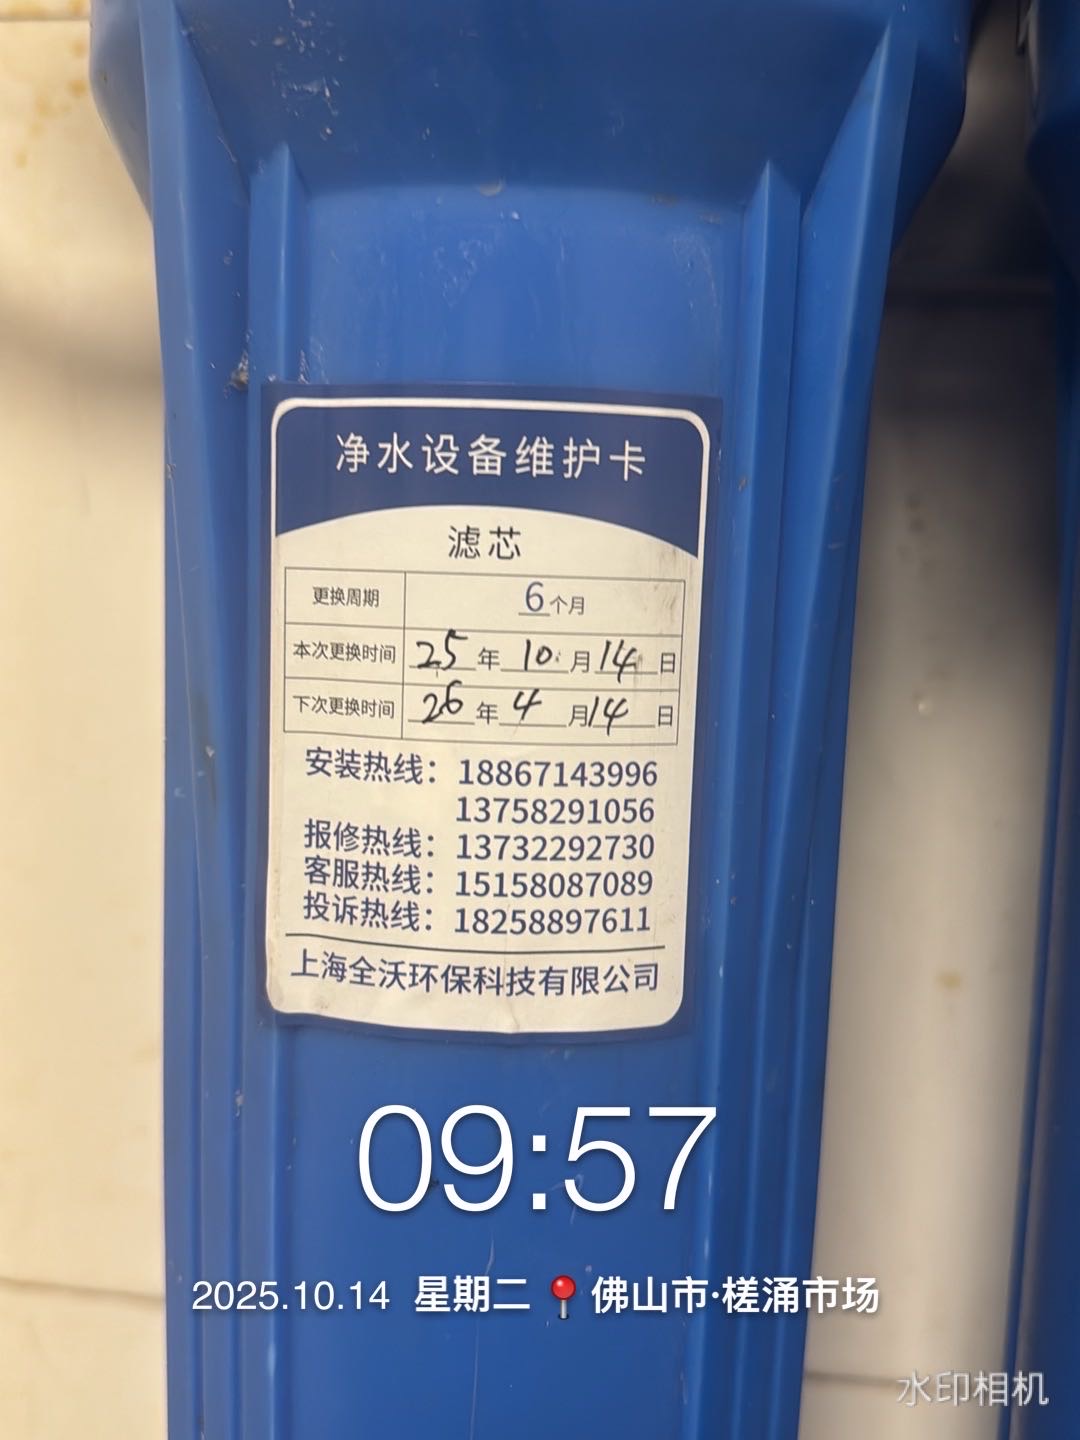 净水设备维护卡
滤芯
更换周期 6个月
本次更换时间 25年10月14日
下次更换时间 26年4月14日
安装热线：18867143996
13758291056
报修热线：13732292730
客服热线：15158087089
投诉热线：18258897611
上海全沃环保科技有限公司
09:57
2025.10.14 星期二 佛山市·槎涌市场
水印相机